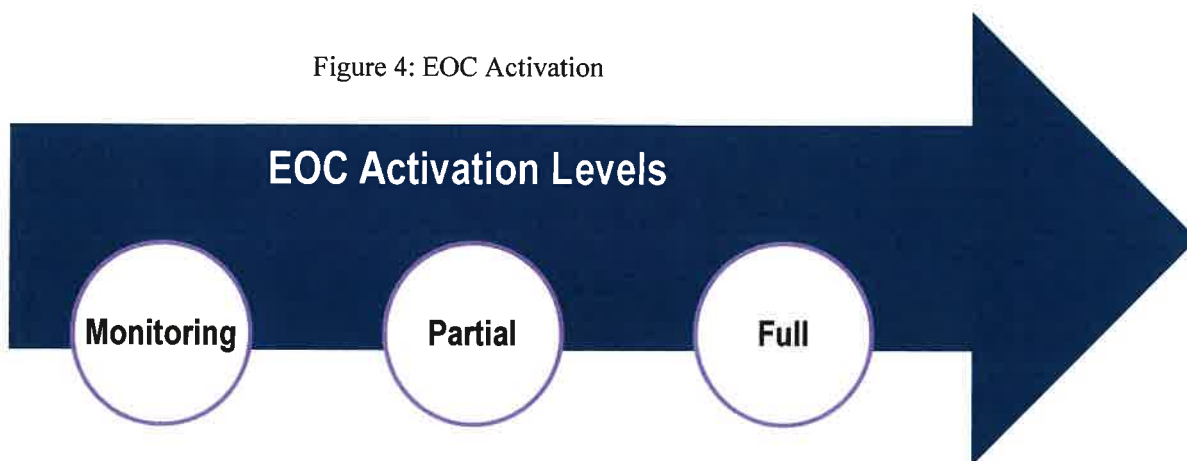 Figure 4: EOC Activation
EOC Activation Levels
Monitoring
Partial
Full